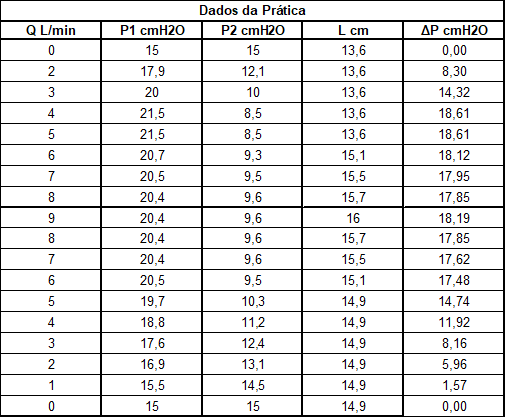 Dados da Prática
Q L/min P1 cmH2O P2 cmH2O L cm ΔP cmH2O
0 15 15 13,6 0,00
2 17,9 12,1 13,6 8,30
3 20 10 13,6 14,32
4 21,5 8,5 13,6 18,61
5 21,5 8,5 13,6 18,61
6 20,7 9,3 15,1 18,12
7 20,5 9,5 15,5 17,95
8 20,4 9,6 15,7 17,85
9 20,4 9,6 16 18,19
8 20,4 9,6 15,7 17,85
7 20,4 9,6 15,5 17,62
6 20,5 9,5 15,1 17,48
5 19,7 10,3 14,9 14,74
4 18,8 11,2 14,9 11,92
3 17,6 12,4 14,9 8,16
2 16,9 13,1 14,9 5,96
1 15,5 14,5 14,9 1,57
0 15 15 14,9 0,00